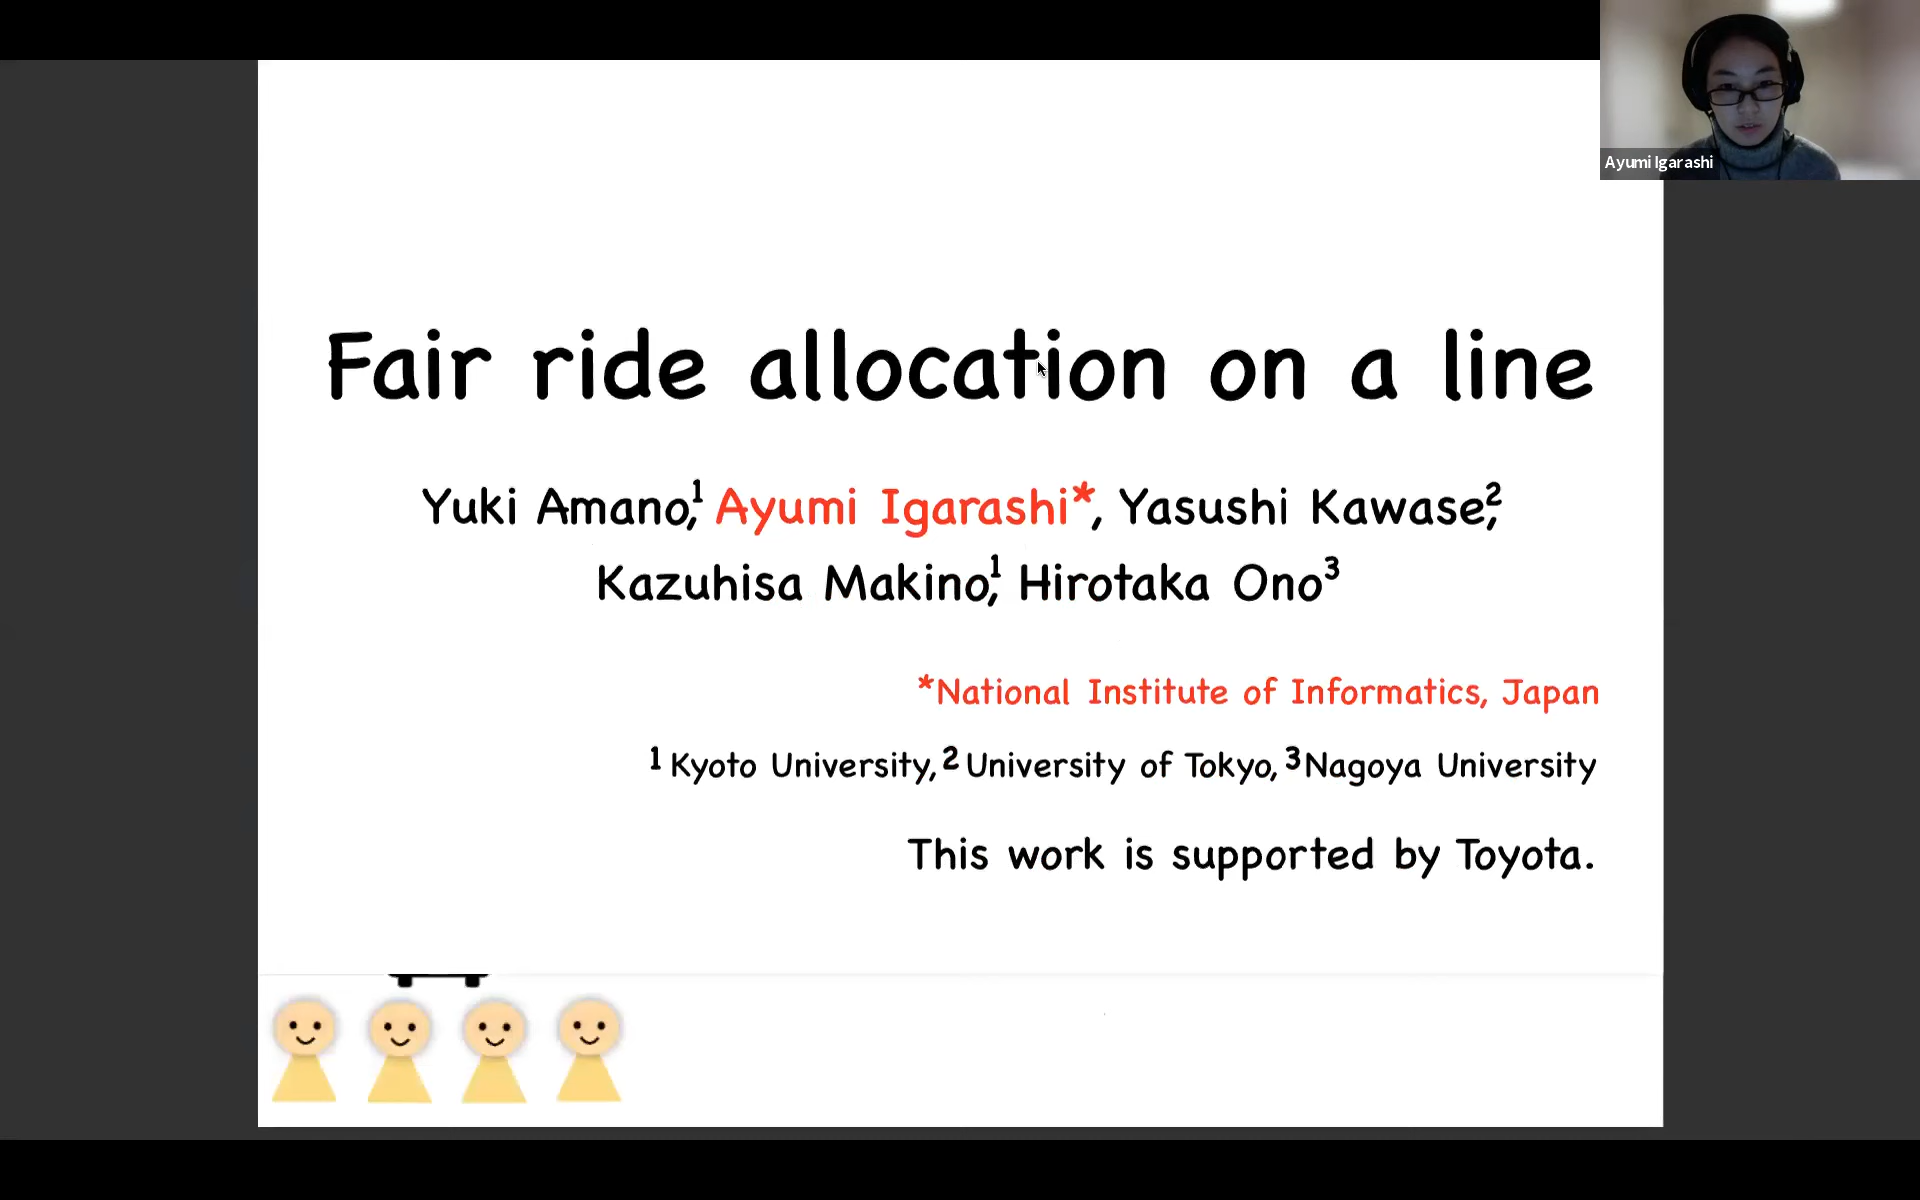 Ayumi Igarashi
Fair ride allocation on a line
Yuki Amano,¹ Ayumi Igarashi*, Yasushi Kawase,²
Kazuhisa Makino,¹ Hirotaka Ono³
*National Institute of Informatics, Japan
¹ Kyoto University, ² University of Tokyo, ³ Nagoya University
This work is supported by Toyota.